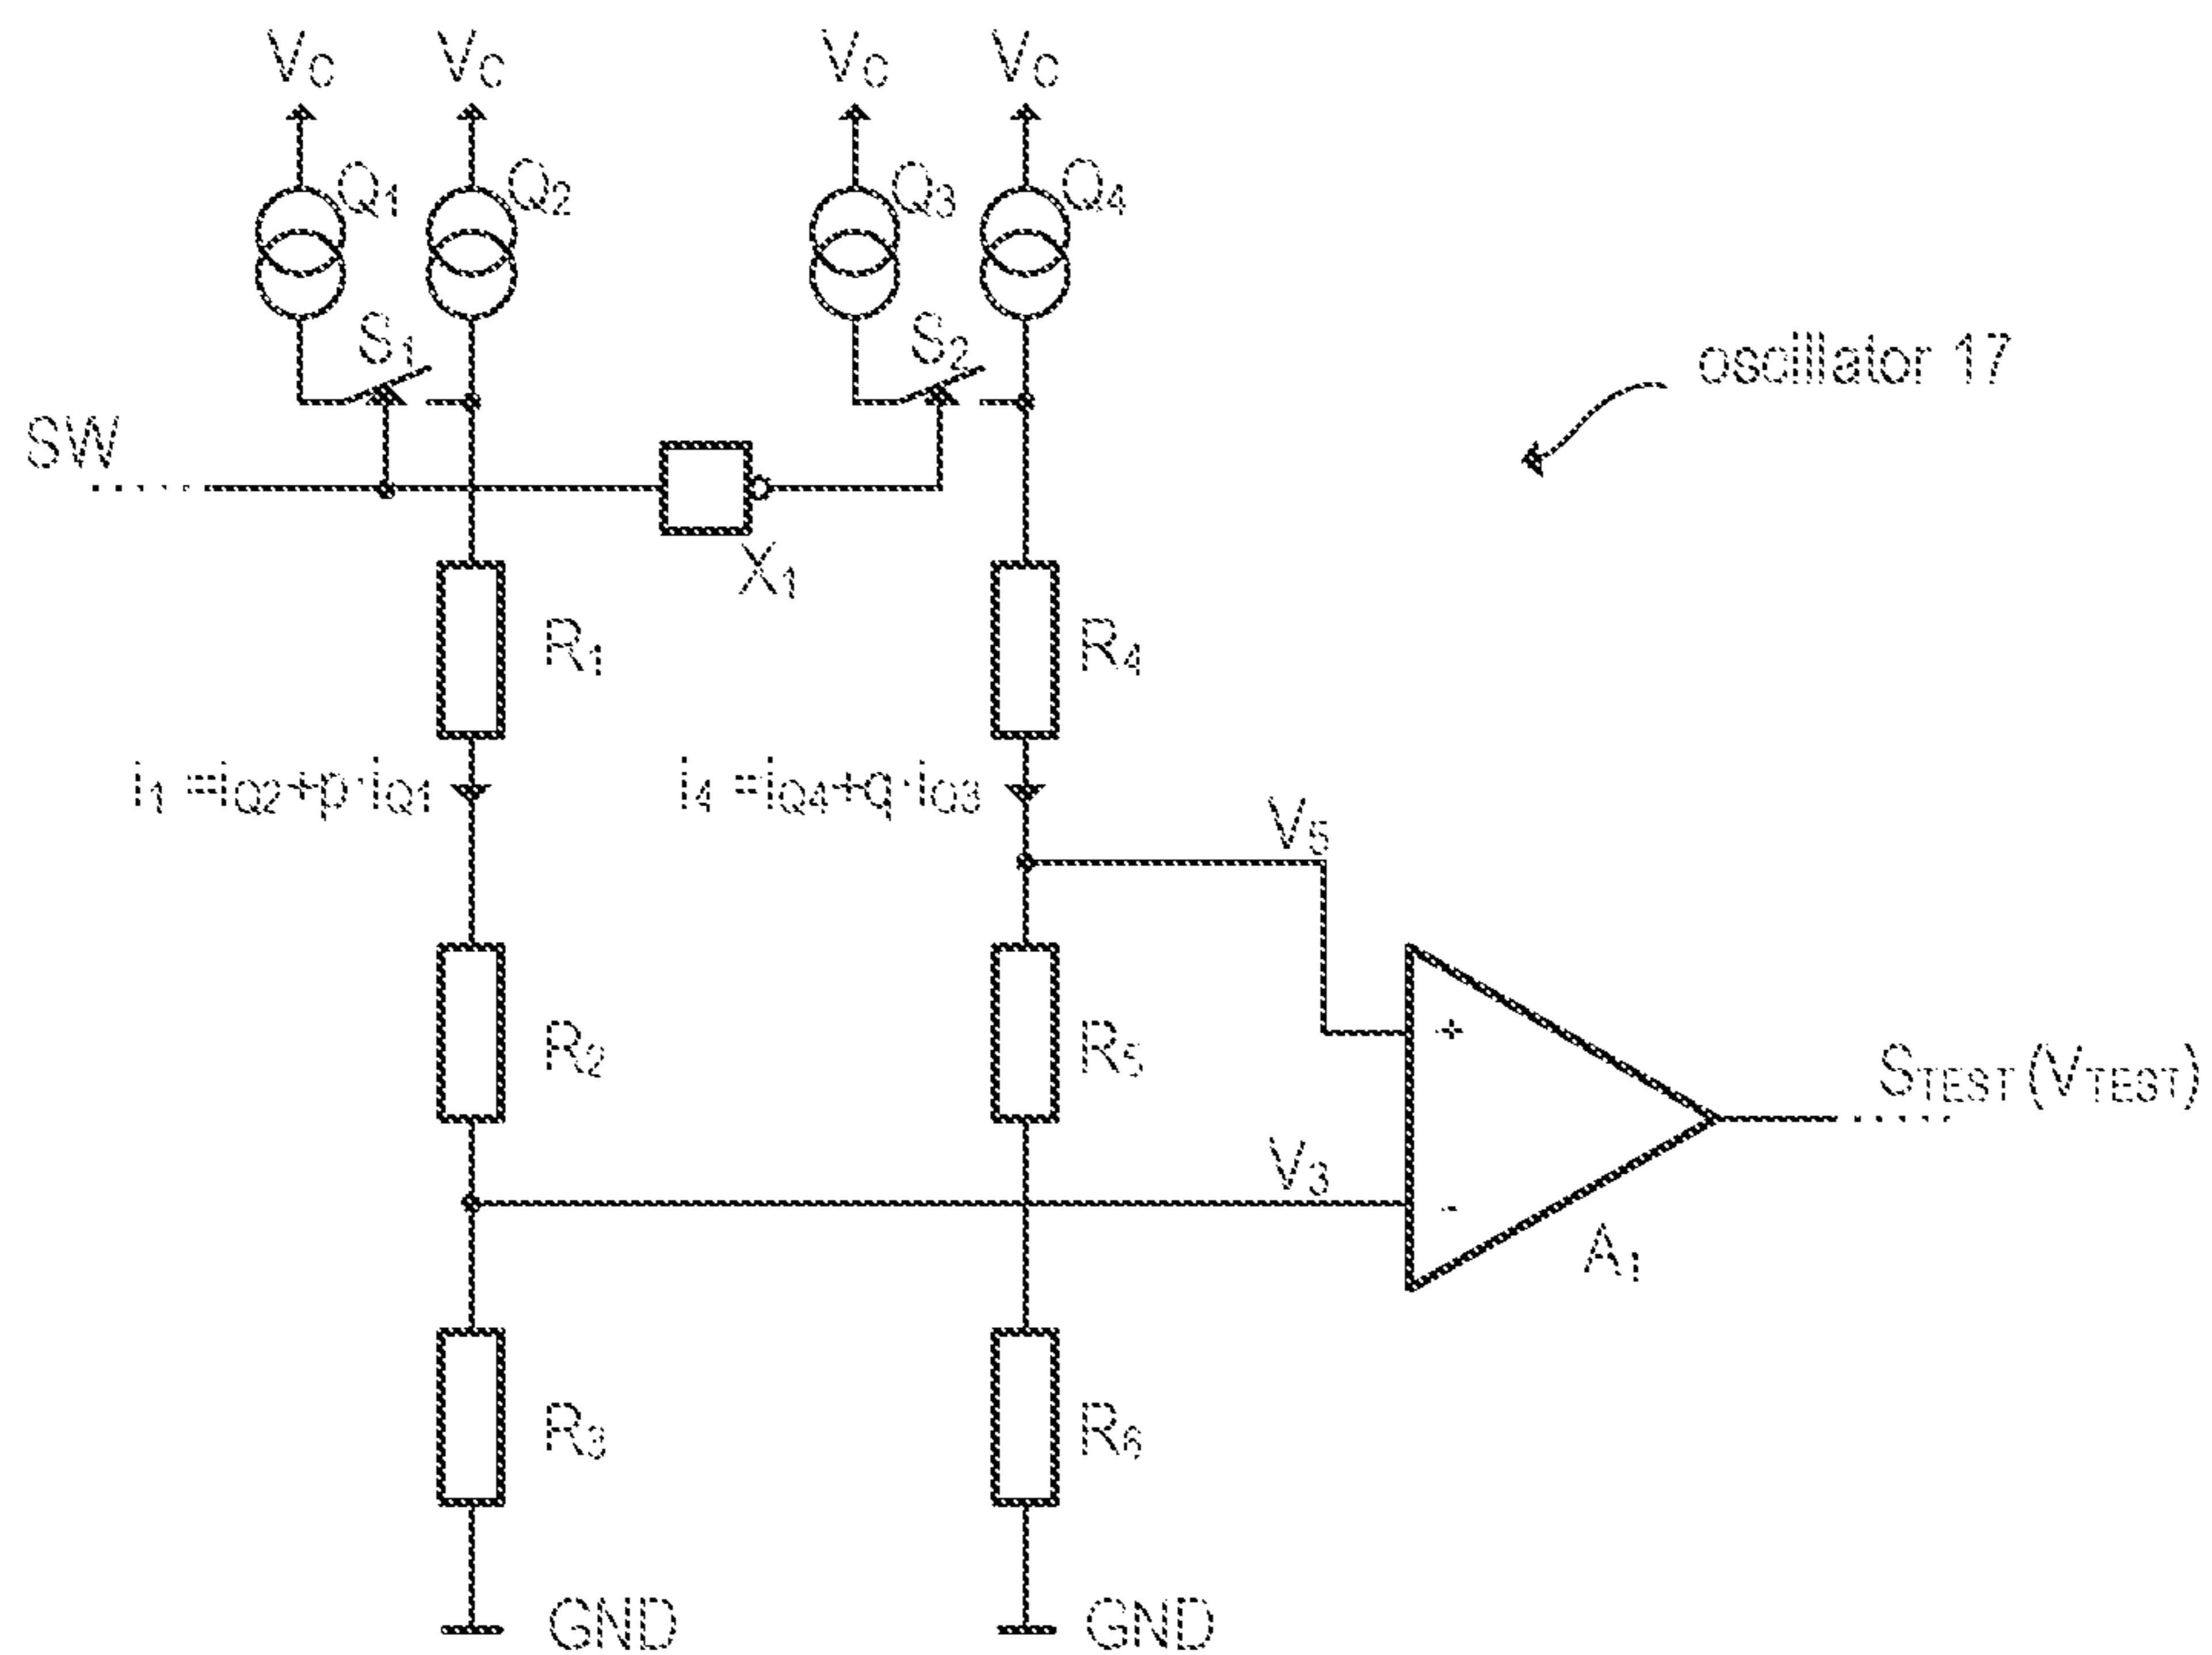 VC VC VC VC
Q1 Q2 Q3 Q4
S1 S2
oscillator 17
SW
X1
R1 R4
i1 =iQ2+p·iQ1 i4 =iQ4+q·iQ3
V5
+
R2 R5
STEST (VTEST)
V3
-
A1
R3 R6
GND GND